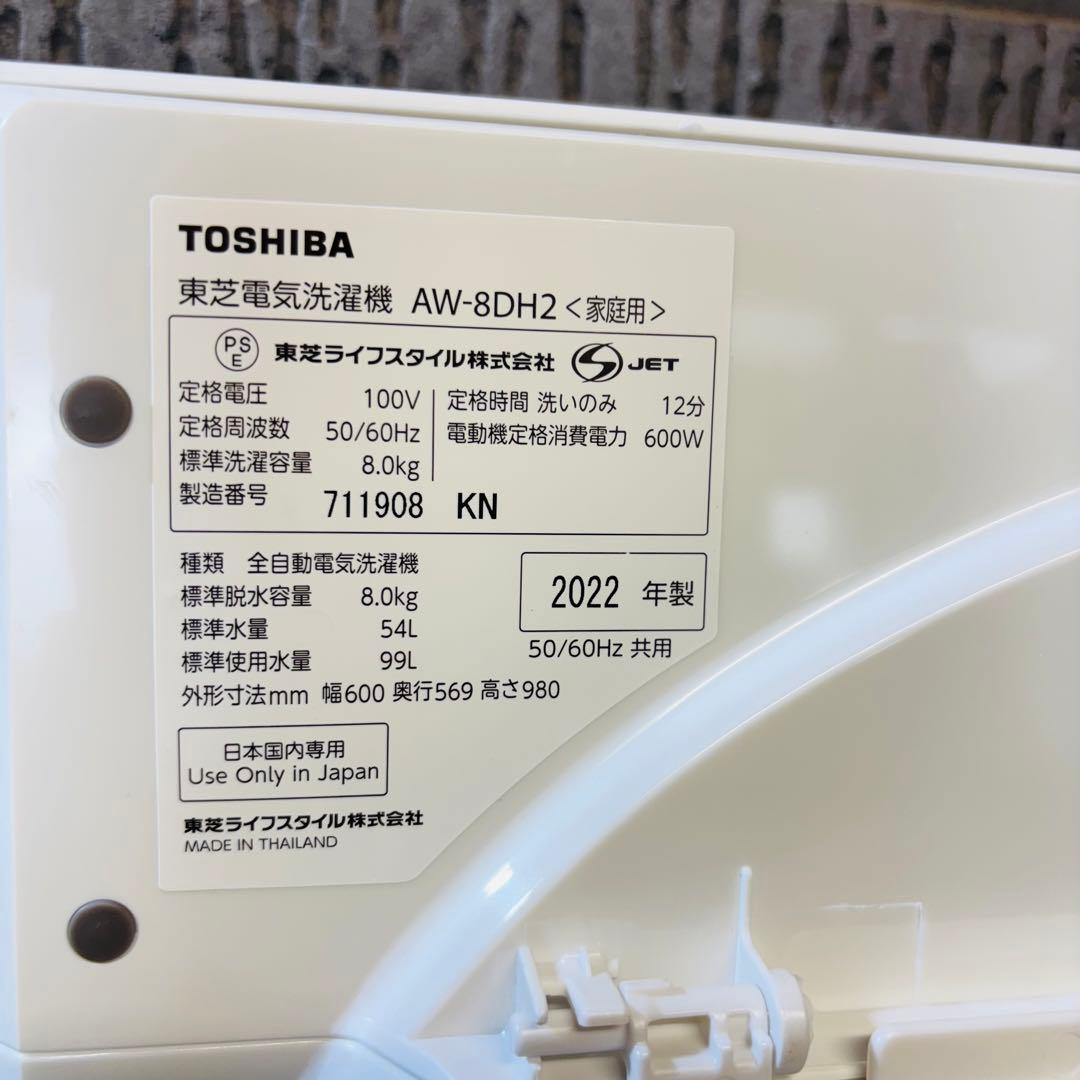 TOSHIBA
東芝電気洗濯機 AW-8DH2<家庭用>
PSE 東芝ライフスタイル株式会社 S JET
定格電圧 100V 定格時間 洗いのみ 12分
定格周波数 50/60Hz 電動機定格消費電力 600W
標準洗濯容量 8.0kg
製造番号 711908 KN
種類 全自動電気洗濯機
標準脱水容量 8.0kg
2022 年製
標準水量 54L
50/60Hz 共用
標準使用水量 99L
外形寸法mm 幅600 奥行569 高さ980
日本国内専用
Use Only in Japan
東芝ライフスタイル株式会社
MADE IN THAILAND